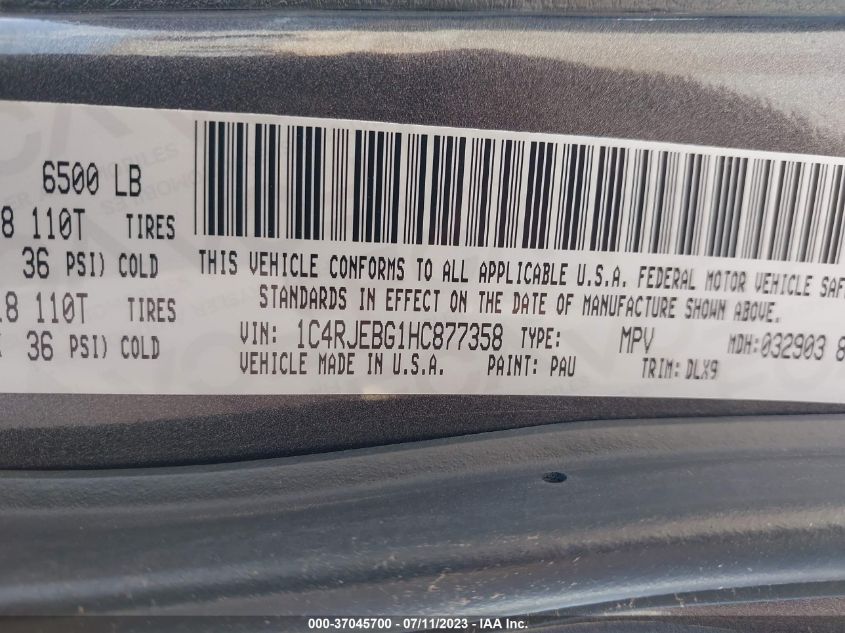 6500 LB
8 110T TIRES
36 PSI) COLD
18 110T TIRES
36 PSI) COLD
THIS VEHICLE CONFORMS TO ALL APPLICABLE U.S.A. FEDERAL MOTOR VEHICLE SAF
STANDARDS IN EFFECT ON THE DATE OF MANUFACTURE SHOWN ABOVE.
VIN: 1C4RJEBG1HC877358 TYPE: MPV MDH:032903 8
VEHICLE MADE IN U.S.A. PAINT: PAU TRIM: DLX9
000-37045700 - 07/11/2023 - IAA Inc.